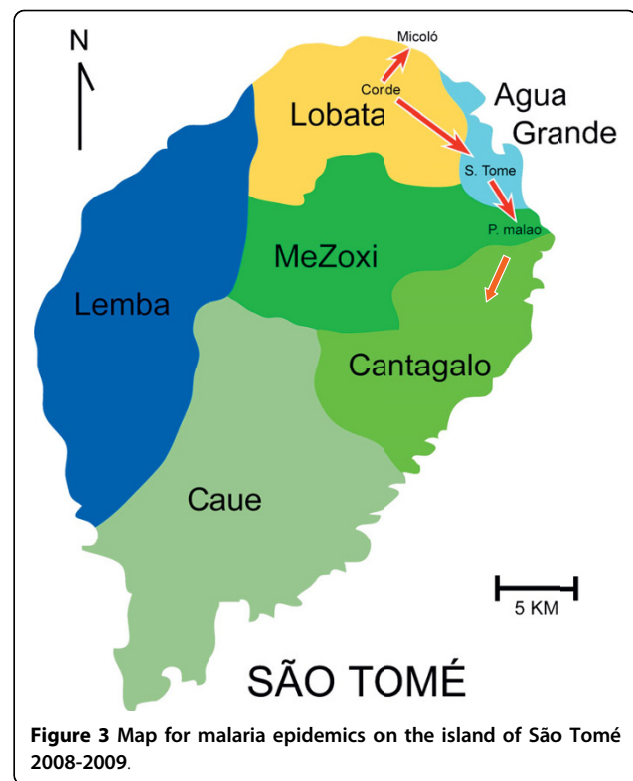 N
Micoló
Corde
Lobata
Agua
Grande
S. Tome
P. malao
MeZoxi
Lemba
Cantagalo
Caue
5 KM
SÃO TOMÉ
Figure 3 Map for malaria epidemics on the island of São Tomé
2008-2009.